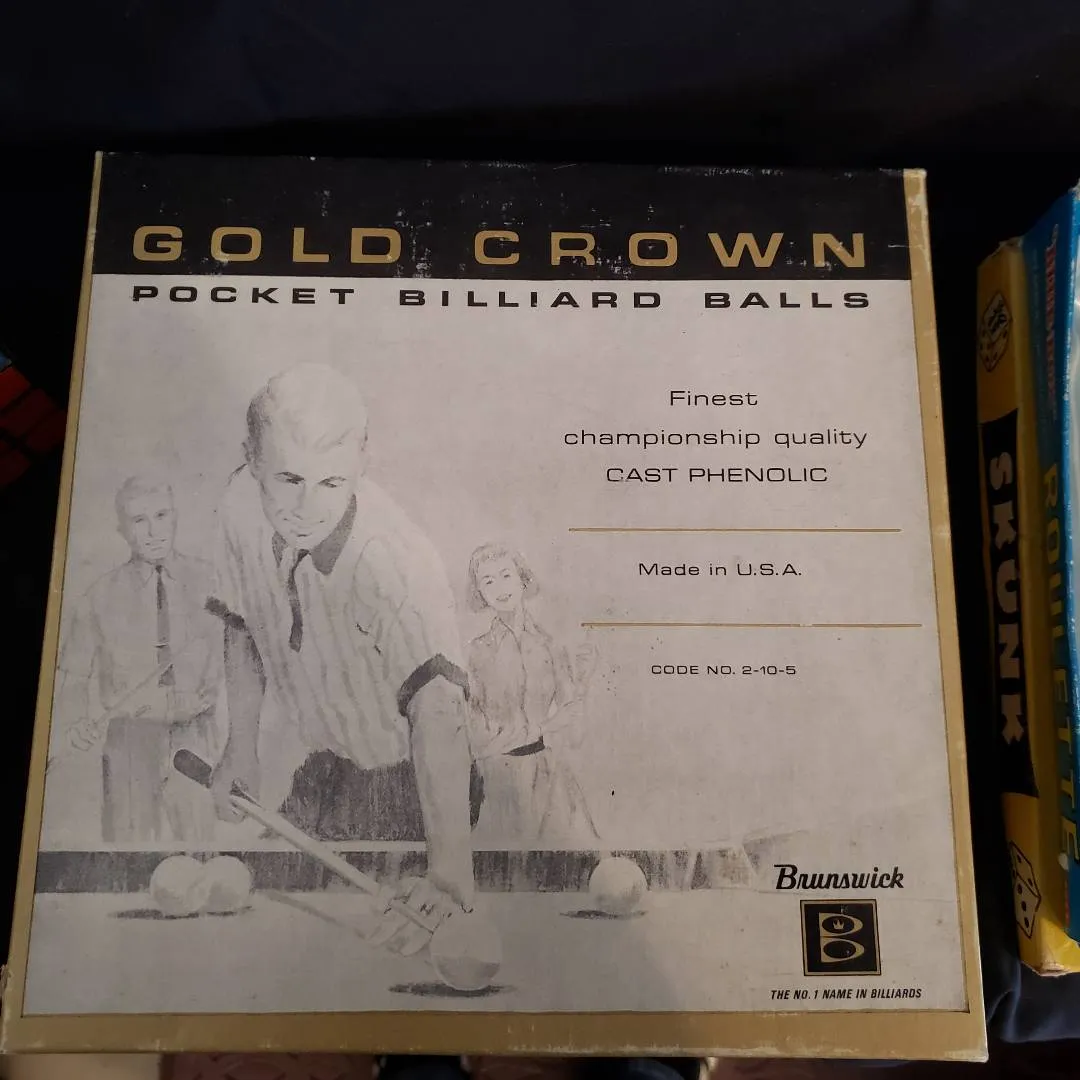 GOLD CROWN
POCKET BILLIARD BALLS
Finest
championship quality
CAST PHENOLIC
Made in U.S.A.
CODE NO. 2-10-5
Brunswick
B
THE NO. 1 NAME IN BILLIARDS
SKUNK
ROULETTE